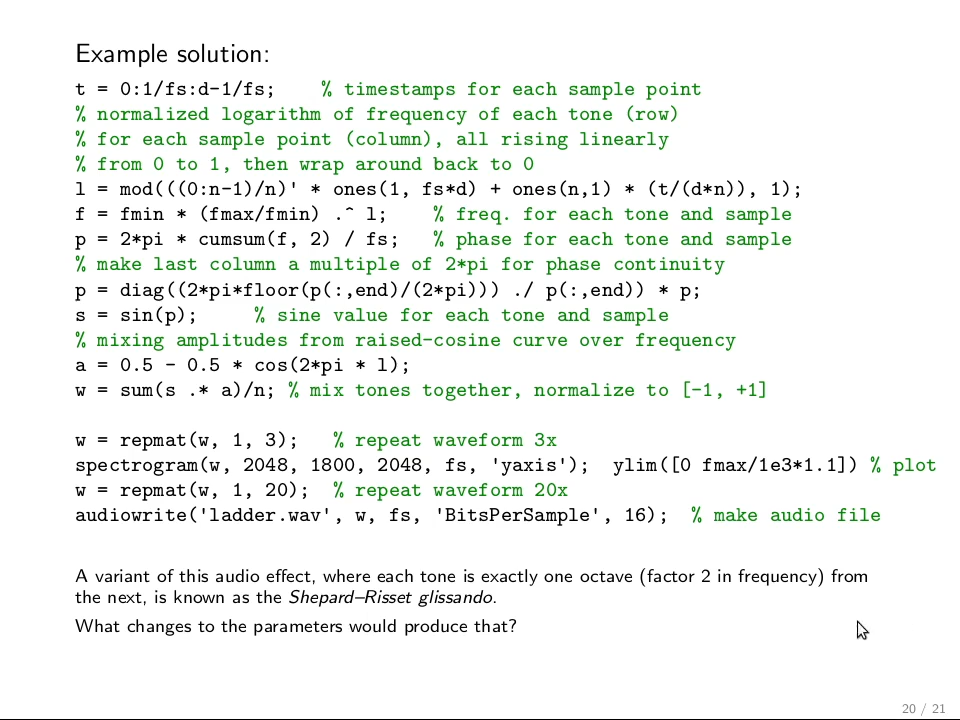 Example solution:
t = 0:1/fs:d-1/fs;    % timestamps for each sample point
% normalized logarithm of frequency of each tone (row)
% for each sample point (column), all rising linearly
% from 0 to 1, then wrap around back to 0
l = mod(((0:n-1)/n)' * ones(1, fs*d) + ones(n,1) * (t/(d*n)), 1);
f = fmin * (fmax/fmin) .^ l;    % freq. for each tone and sample
p = 2*pi * cumsum(f, 2) / fs;   % phase for each tone and sample
% make last column a multiple of 2*pi for phase continuity
p = diag((2*pi*floor(p(:,end)/(2*pi))) ./ p(:,end)) * p;
s = sin(p);     % sine value for each tone and sample
% mixing amplitudes from raised-cosine curve over frequency
a = 0.5 - 0.5 * cos(2*pi * l);
w = sum(s .* a)/n; % mix tones together, normalize to [-1, +1]
w = repmat(w, 1, 3);   % repeat waveform 3x
spectrogram(w, 2048, 1800, 2048, fs, 'yaxis');  ylim([0 fmax/1e3*1.1]) % plot
w = repmat(w, 1, 20);  % repeat waveform 20x
audiowrite('ladder.wav', w, fs, 'BitsPerSample', 16);  % make audio file
A variant of this audio effect, where each tone is exactly one octave (factor 2 in frequency) from
the next, is known as the Shepard–Risset glissando.
What changes to the parameters would produce that?
20 / 21